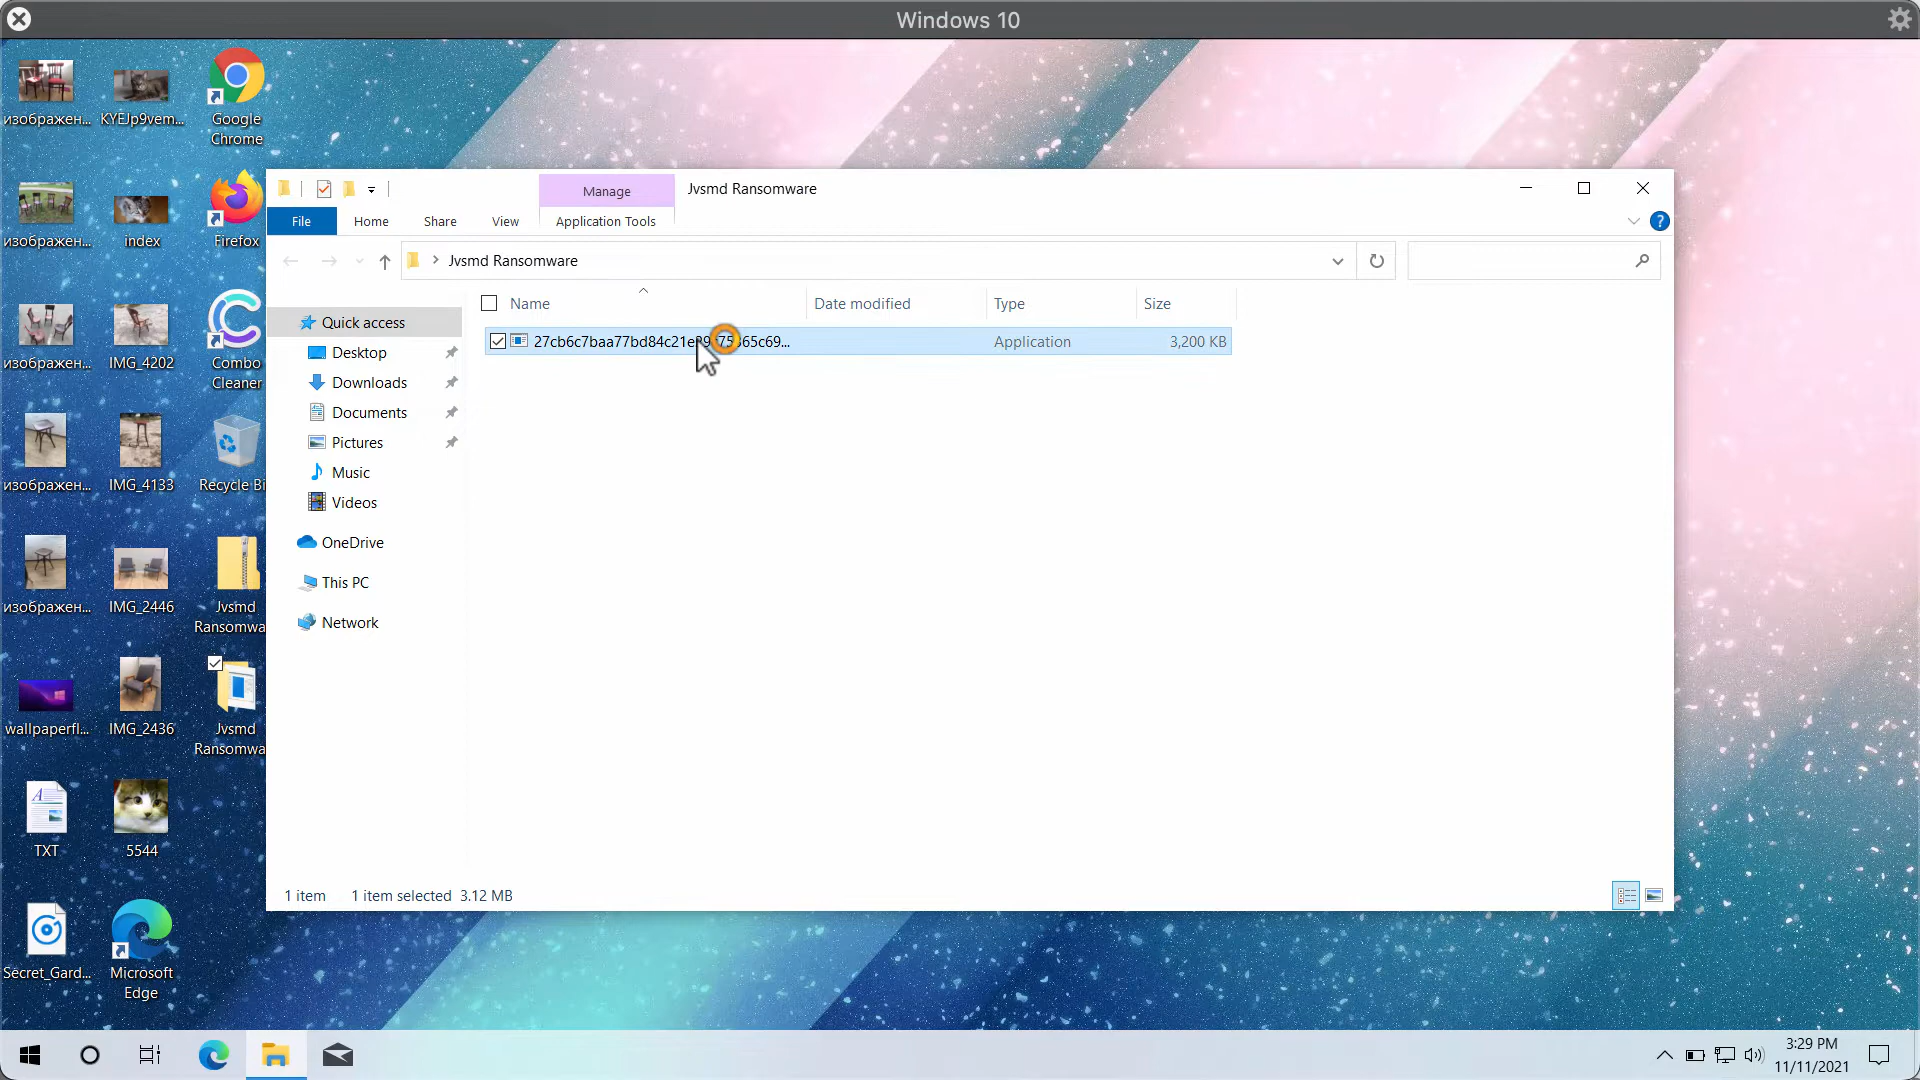 Windows 10
изображен...
KYEJp9vem...
Google
Chrome
изображен...
index
Firefox
изображен...
IMG_4202
Combo
Cleaner
изображен...
IMG_4133
Recycle Bi
изображен...
IMG_2446
Jvsmd
Ransomwa
wallpaperfl...
IMG_2436
Jvsmd
Ransomwa
TXT
5544
Secret_Gard...
Microsoft
Edge
Manage
Jvsmd Ransomware
File
Home
Share
View
Application Tools
Jvsmd Ransomware
Name
Date modified
Type
Size
Quick access
Desktop
Downloads
Documents
Pictures
Music
Videos
OneDrive
This PC
Network
Application
3,200 KB
1 item
1 item selected
3.12 MB
3:29 PM
11/11/2021